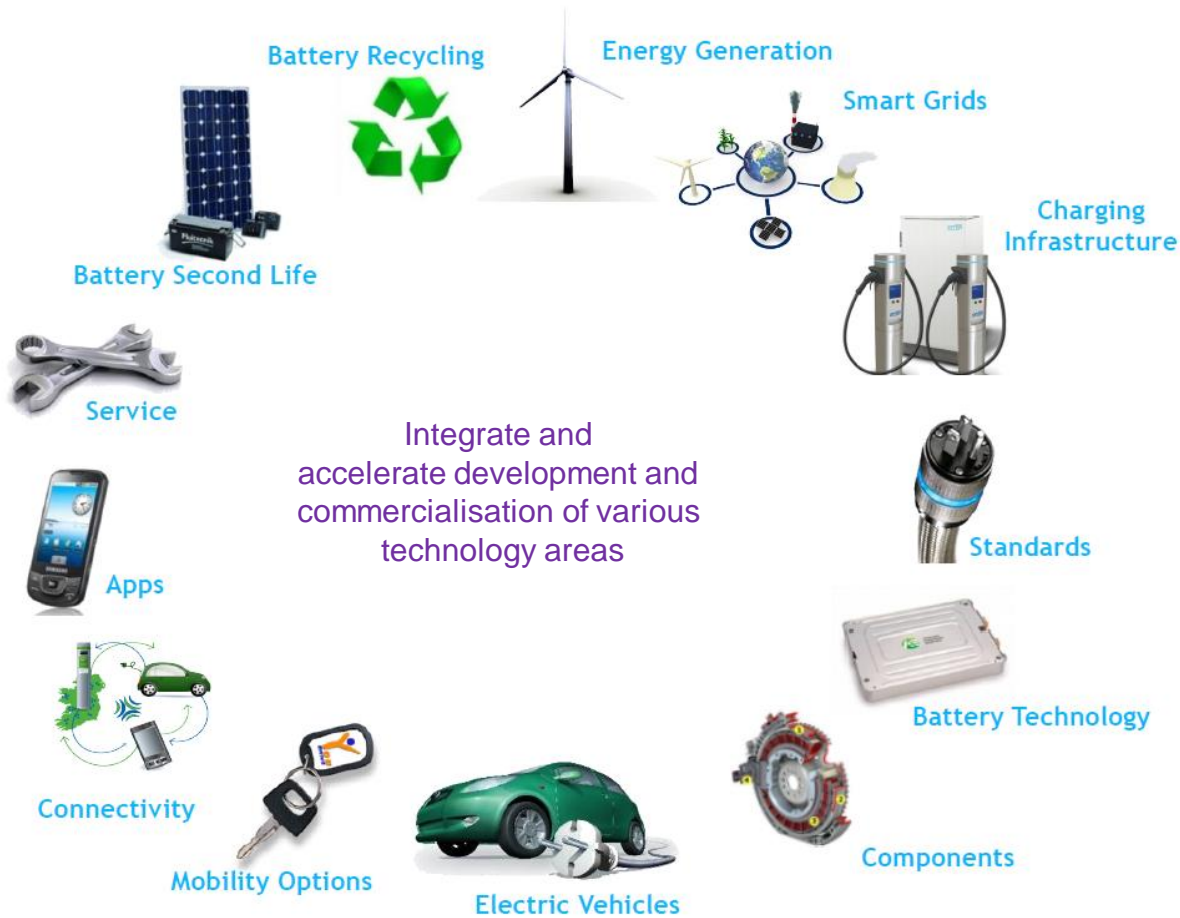 Battery Recycling
Energy Generation
Smart Grids
Charging
Infrastructure
Battery Second Life
Service
Integrate and
accelerate development and
commercialisation of various
technology areas
Standards
SAMSUNG
Apps
Battery Technology
Connectivity
Components
Mobility Options
Electric Vehicles